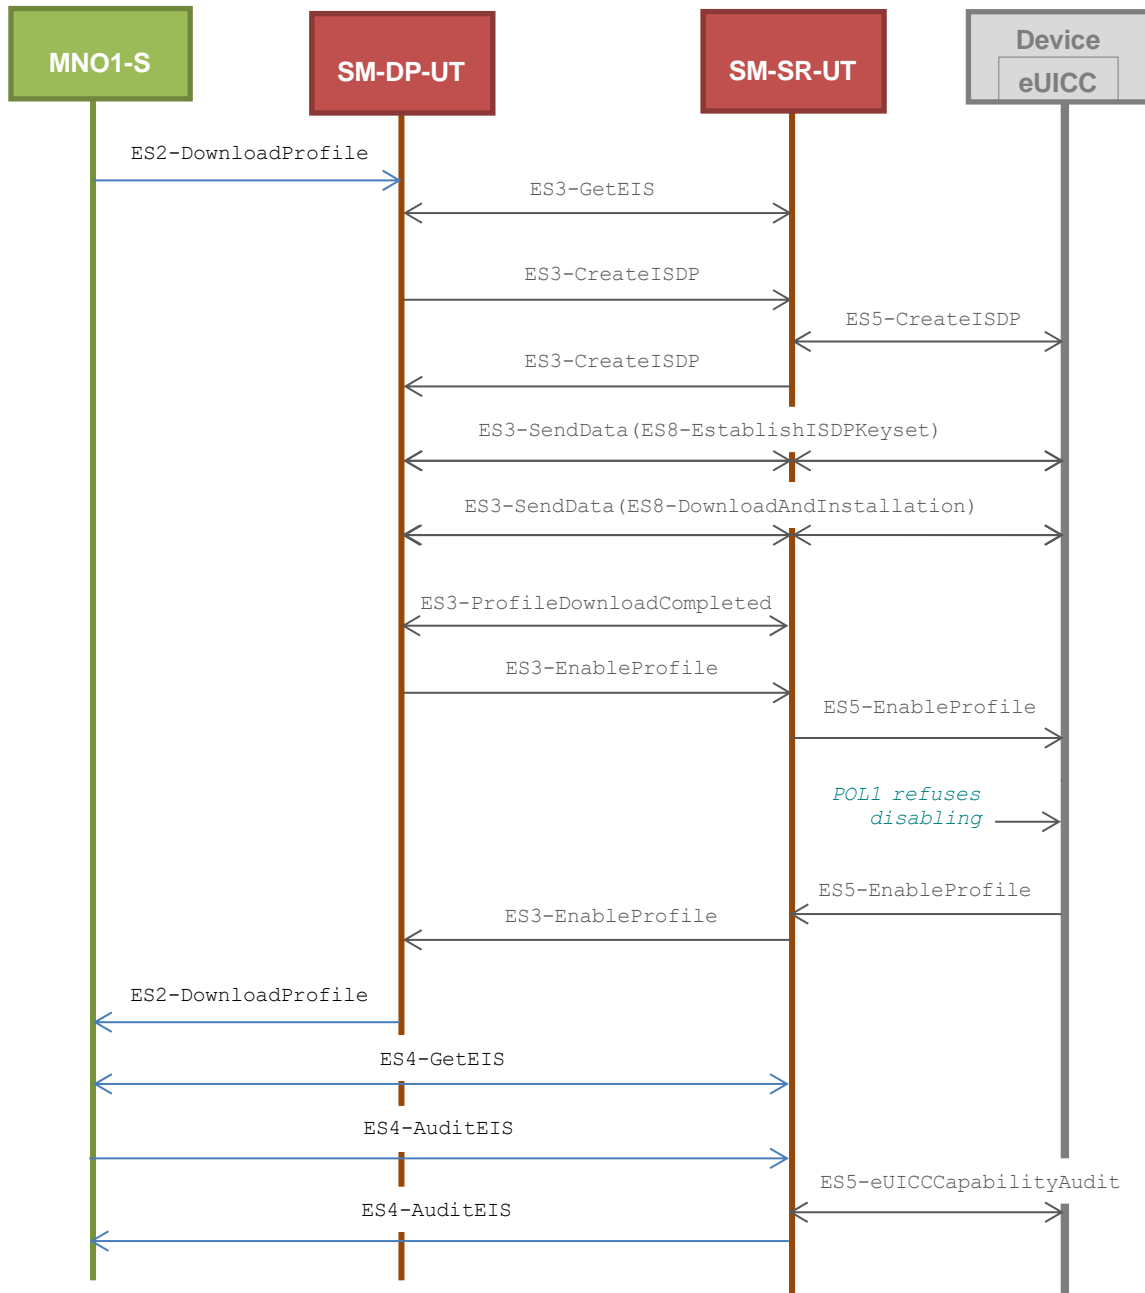 MNO1-S
SM-DP-UT
SM-SR-UT
Device
eUICC
ES2-DownloadProfile
ES3-GetEIS
ES3-CreateISDP
ES5-CreateISDP
ES3-CreateISDP
ES3-SendData(ES8-EstablishISDPKeyset)
ES3-SendData(ES8-DownloadAndInstallation)
ES3-ProfileDownloadCompleted
ES3-EnableProfile
ES5-EnableProfile
POL1 refuses
disabling
ES5-EnableProfile
ES3-EnableProfile
ES2-DownloadProfile
ES4-GetEIS
ES4-AuditEIS
ES5-eUICCCapabilityAudit
ES4-AuditEIS